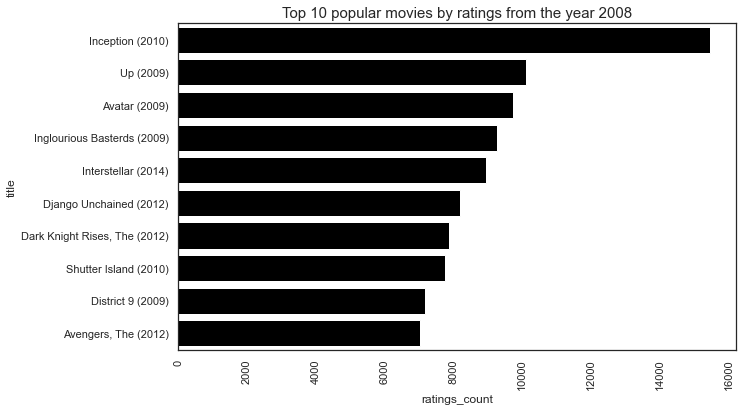 Top 10 popular movies by ratings from the year 2008
title
Inception (2010)
Up (2009)
Avatar (2009)
Inglourious Basterds (2009)
Interstellar (2014)
Django Unchained (2012)
Dark Knight Rises, The (2012)
Shutter Island (2010)
District 9 (2009)
Avengers, The (2012)
0
2000
4000
6000
8000
10000
12000
14000
16000
ratings_count